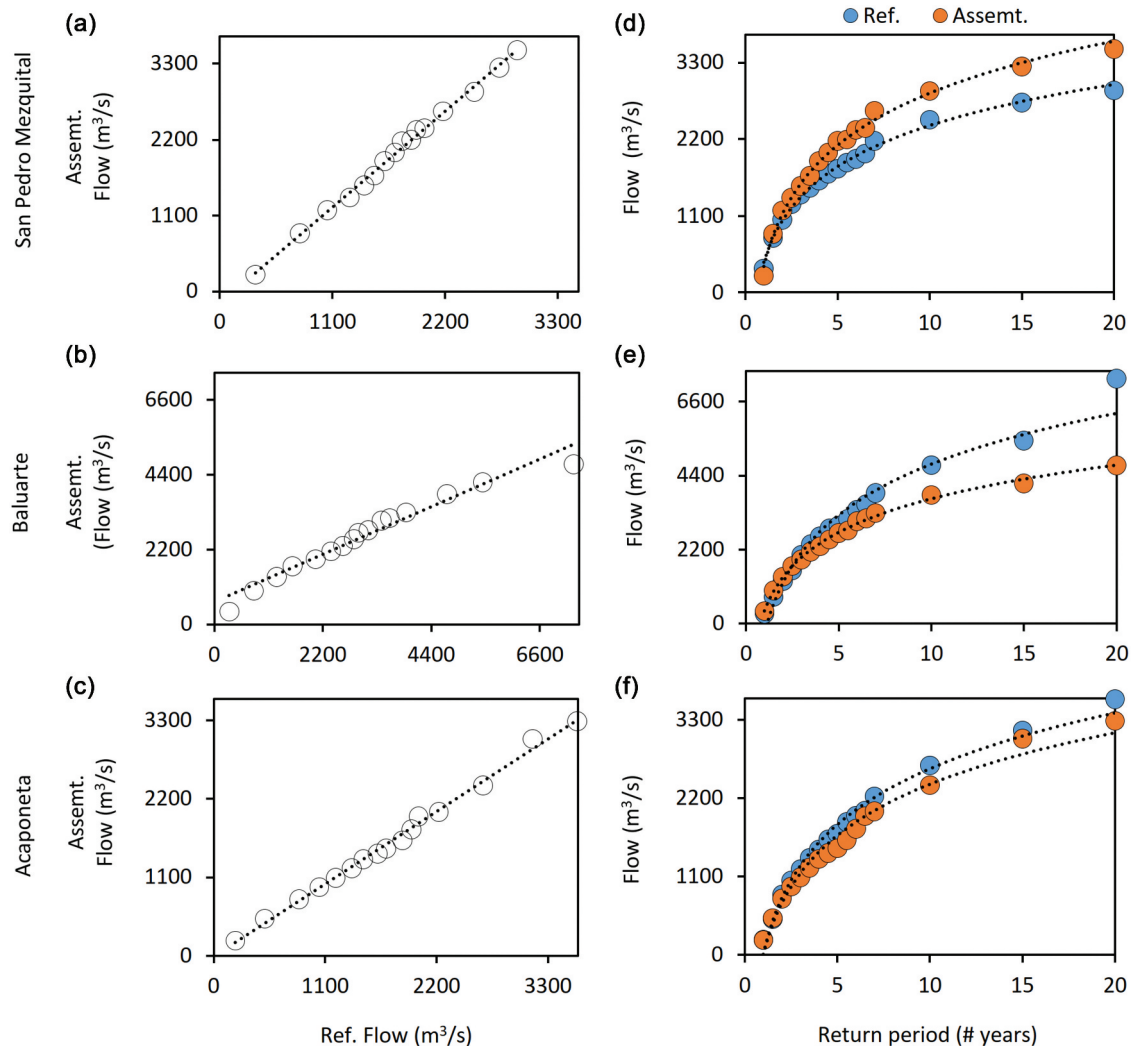 Ref. Assemt.
(a)
San Pedro Mezquital
Assemt.
Flow (m³/s)
3300
2200
1100
0
0 1100 2200 3300
(d)
Flow (m³/s)
3300
2200
1100
0
0 5 10 15 20
(b)
Baluarte
Assemt.
(Flow (m³/s)
6600
4400
2200
0
0 2200 4400 6600
(e)
Flow (m³/s)
6600
4400
2200
0
0 5 10 15 20
(c)
Acaponeta
Assemt.
Flow (m³/s)
3300
2200
1100
0
0 1100 2200 3300
Ref. Flow (m³/s)
(f)
Flow (m³/s)
3300
2200
1100
0
0 5 10 15 20
Return period (# years)